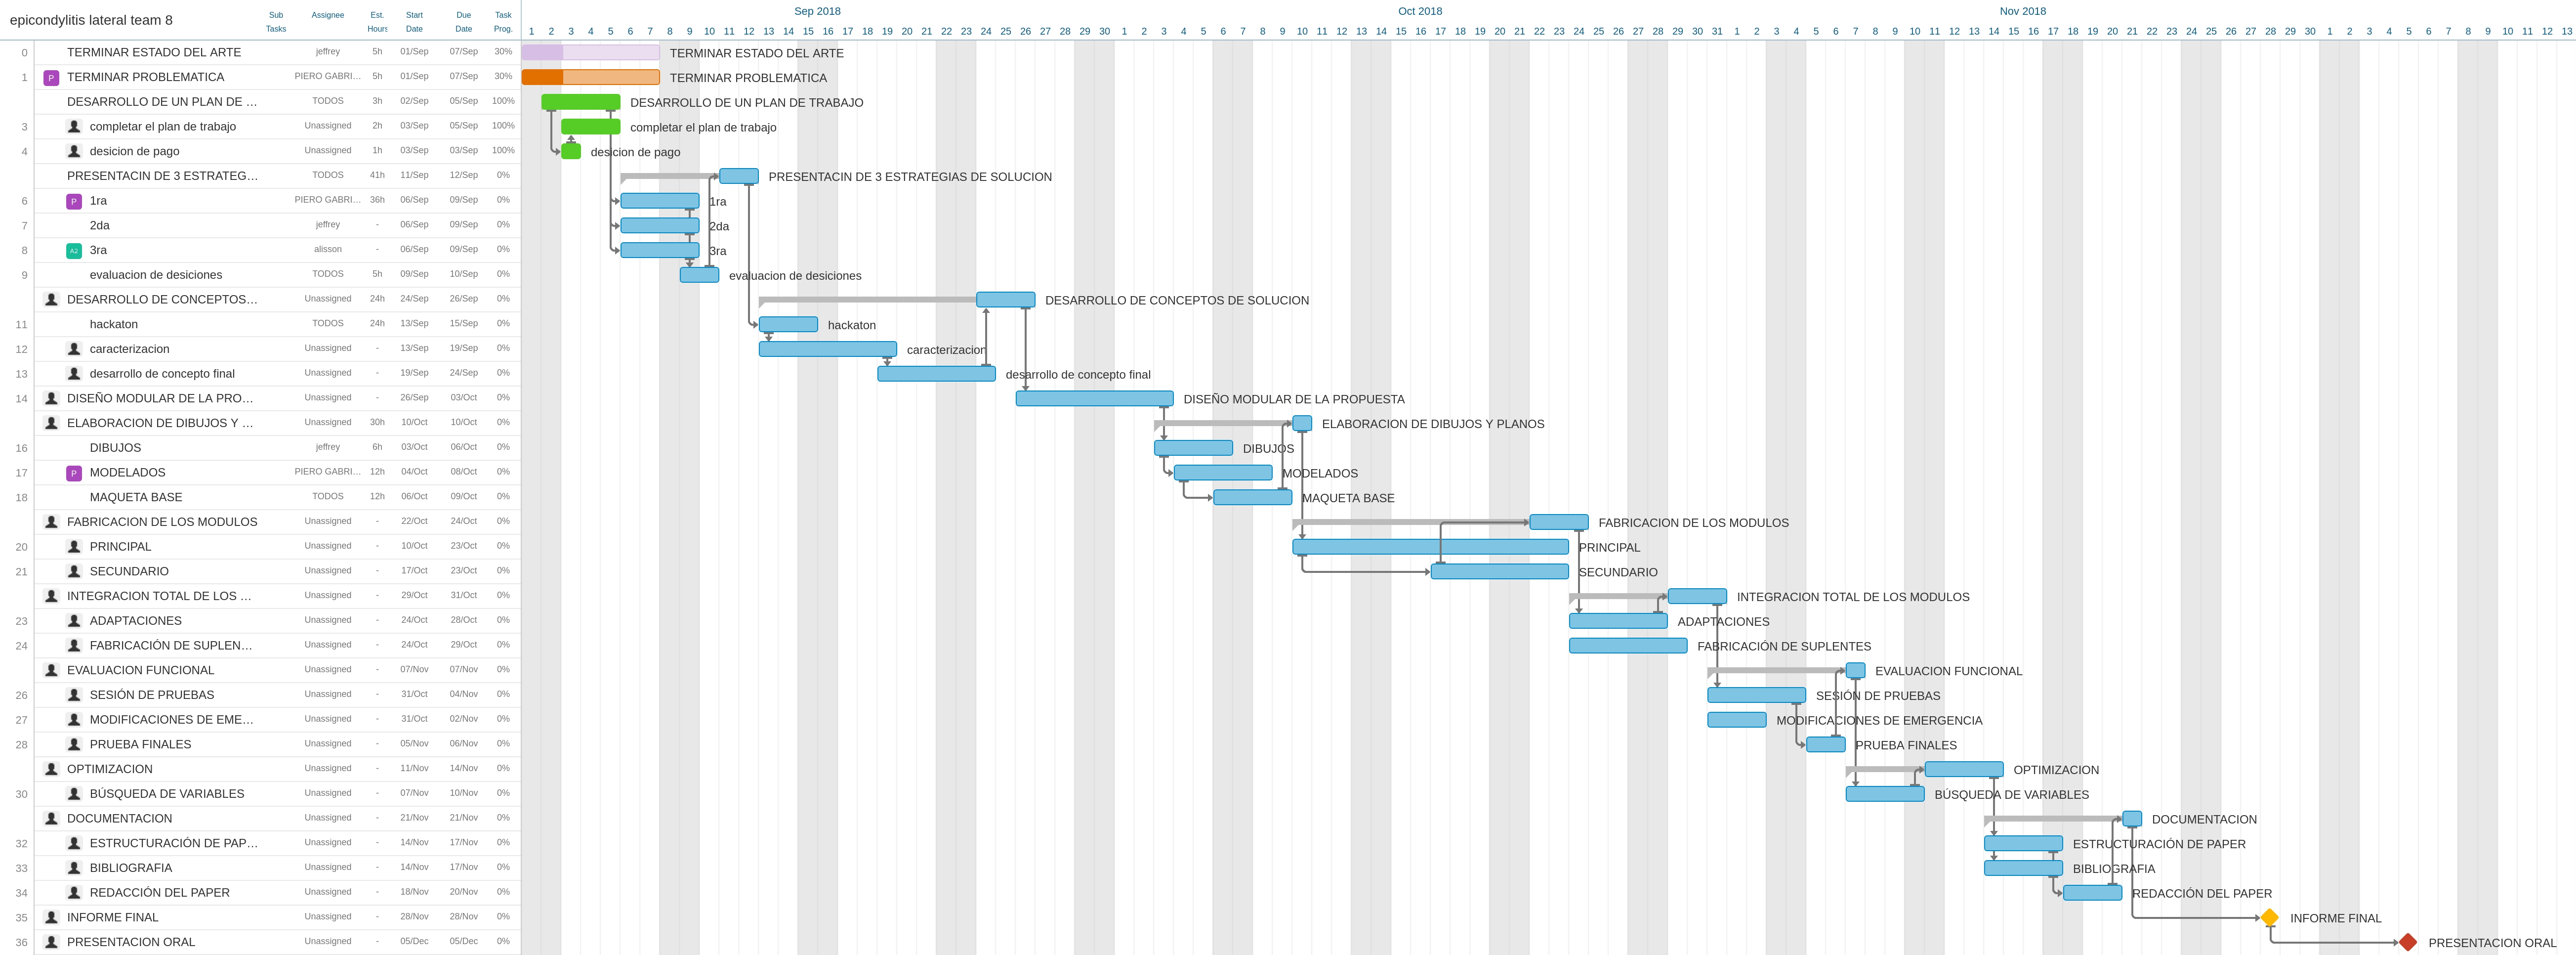 epicondylitis lateral team 8
Sub Tasks Assignee Est. Hours Start Date Due Date Task Prog.
Sep 2018 Oct 2018 Nov 2018
1 2 3 4 5 6 7 8 9 10 11 12 13 14 15 16 17 18 19 20 21 22 23 24 25 26 27 28 29 30 1 2 3 4 5 6 7 8 9 10 11 12 13 14 15 16 17 18 19 20 21 22 23 24 25 26 27 28 29 30 31 1 2 3 4 5 6 7 8 9 10 11 12 13 14 15 16 17 18 19 20 21 22 23 24 25 26 27 28 29 30 1 2 3 4 5 6 7 8 9 10 11 12 13
0 TERMINAR ESTADO DEL ARTE jeffrey 5h 01/Sep 07/Sep 30% TERMINAR ESTADO DEL ARTE
1 P TERMINAR PROBLEMATICA PIERO GABRI... 5h 01/Sep 07/Sep 30% TERMINAR PROBLEMATICA
DESARROLLO DE UN PLAN DE ... TODOS 3h 02/Sep 05/Sep 100% DESARROLLO DE UN PLAN DE TRABAJO
3 completar el plan de trabajo Unassigned 2h 03/Sep 05/Sep 100% completar el plan de trabajo
4 desicion de pago Unassigned 1h 03/Sep 03/Sep 100% desicion de pago
PRESENTACIN DE 3 ESTRATEG... TODOS 41h 11/Sep 12/Sep 0% PRESENTACIN DE 3 ESTRATEGIAS DE SOLUCION
6 P 1ra PIERO GABRI... 36h 06/Sep 09/Sep 0% 1ra
7 2da jeffrey - 06/Sep 09/Sep 0% 2da
8 A2 3ra alisson - 06/Sep 09/Sep 0% 3ra
9 evaluacion de desiciones TODOS 5h 09/Sep 10/Sep 0% evaluacion de desiciones
DESARROLLO DE CONCEPTOS... Unassigned 24h 24/Sep 26/Sep 0% DESARROLLO DE CONCEPTOS DE SOLUCION
11 hackaton TODOS 24h 13/Sep 15/Sep 0% hackaton
12 caracterizacion Unassigned - 13/Sep 19/Sep 0% caracterizacion
13 desarrollo de concepto final Unassigned - 19/Sep 24/Sep 0% desarrollo de concepto final
14 DISEÑO MODULAR DE LA PRO... Unassigned - 26/Sep 03/Oct 0% DISEÑO MODULAR DE LA PROPUESTA
ELABORACION DE DIBUJOS Y ... Unassigned 30h 10/Oct 10/Oct 0% ELABORACION DE DIBUJOS Y PLANOS
16 DIBUJOS jeffrey 6h 03/Oct 06/Oct 0% DIBUJOS
17 P MODELADOS PIERO GABRI... 12h 04/Oct 08/Oct 0% MODELADOS
18 MAQUETA BASE TODOS 12h 06/Oct 09/Oct 0% MAQUETA BASE
FABRICACION DE LOS MODULOS Unassigned - 22/Oct 24/Oct 0% FABRICACION DE LOS MODULOS
20 PRINCIPAL Unassigned - 10/Oct 23/Oct 0% PRINCIPAL
21 SECUNDARIO Unassigned - 17/Oct 23/Oct 0% SECUNDARIO
INTEGRACION TOTAL DE LOS ... Unassigned - 29/Oct 31/Oct 0% INTEGRACION TOTAL DE LOS MODULOS
23 ADAPTACIONES Unassigned - 24/Oct 28/Oct 0% ADAPTACIONES
24 FABRICACIÓN DE SUPLEN... Unassigned - 24/Oct 29/Oct 0% FABRICACIÓN DE SUPLENTES
EVALUACION FUNCIONAL Unassigned - 07/Nov 07/Nov 0% EVALUACION FUNCIONAL
26 SESIÓN DE PRUEBAS Unassigned - 31/Oct 04/Nov 0% SESIÓN DE PRUEBAS
27 MODIFICACIONES DE EME... Unassigned - 31/Oct 02/Nov 0% MODIFICACIONES DE EMERGENCIA
28 PRUEBA FINALES Unassigned - 05/Nov 06/Nov 0% PRUEBA FINALES
OPTIMIZACION Unassigned - 11/Nov 14/Nov 0% OPTIMIZACION
30 BÚSQUEDA DE VARIABLES Unassigned - 07/Nov 10/Nov 0% BÚSQUEDA DE VARIABLES
DOCUMENTACION Unassigned - 21/Nov 21/Nov 0% DOCUMENTACION
32 ESTRUCTURACIÓN DE PAP... Unassigned - 14/Nov 17/Nov 0% ESTRUCTURACIÓN DE PAPER
33 BIBLIOGRAFIA Unassigned - 14/Nov 17/Nov 0% BIBLIOGRAFIA
34 REDACCIÓN DEL PAPER Unassigned - 18/Nov 20/Nov 0% REDACCIÓN DEL PAPER
35 INFORME FINAL Unassigned - 28/Nov 28/Nov 0% INFORME FINAL
36 PRESENTACION ORAL Unassigned - 05/Dec 05/Dec 0% PRESENTACION ORAL